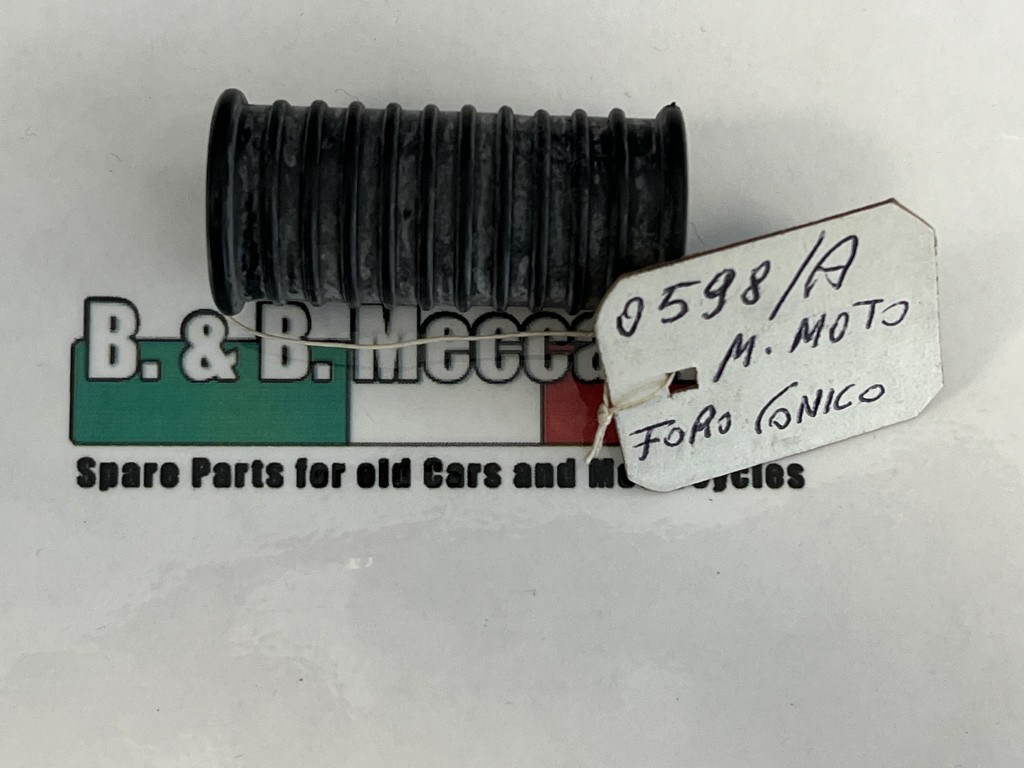 B. & B. Mecca
Spare Parts for old Cars and Mo cycles
0598/A
M. MOTO
FORO CONICO